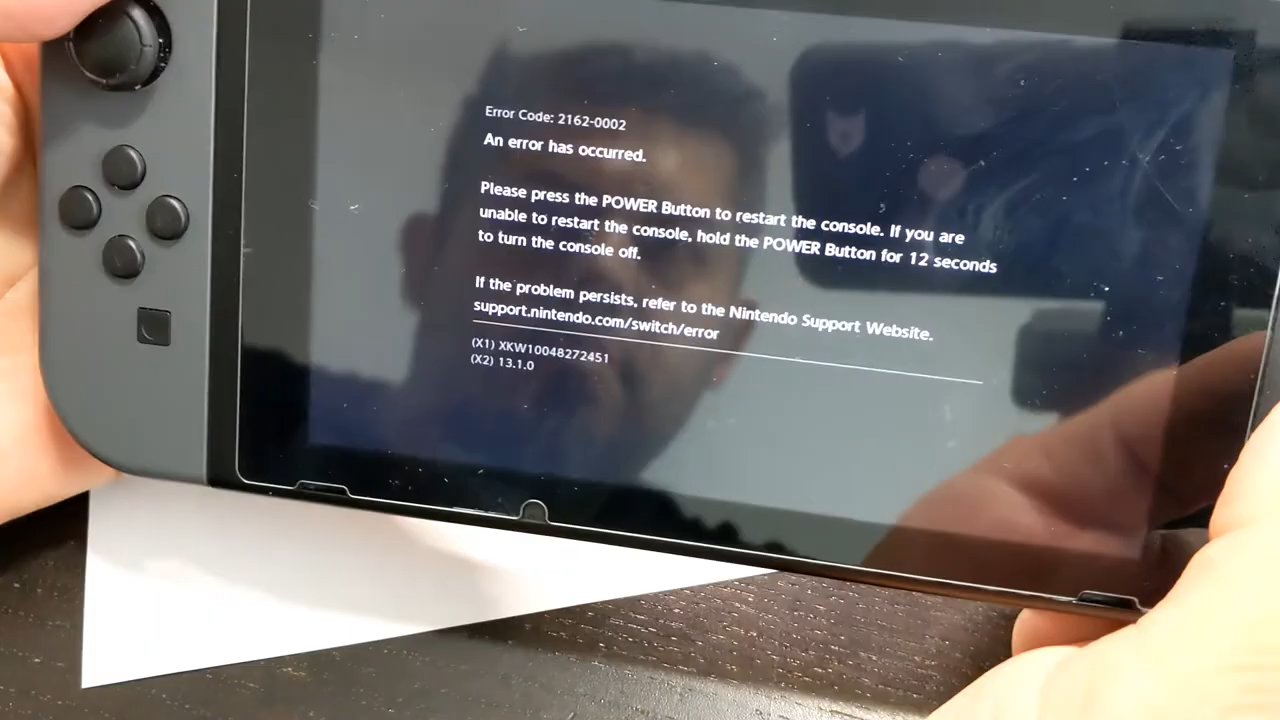 Error Code: 2162-0002
An error has occurred.
Please press the POWER Button to restart the console. If you are
unable to restart the console, hold the POWER Button for 12 seconds
to turn the console off.
If the problem persists, refer to the Nintendo Support Website.
support.nintendo.com/switch/error
(X1) XKW10048272451
(X2) 13.1.0